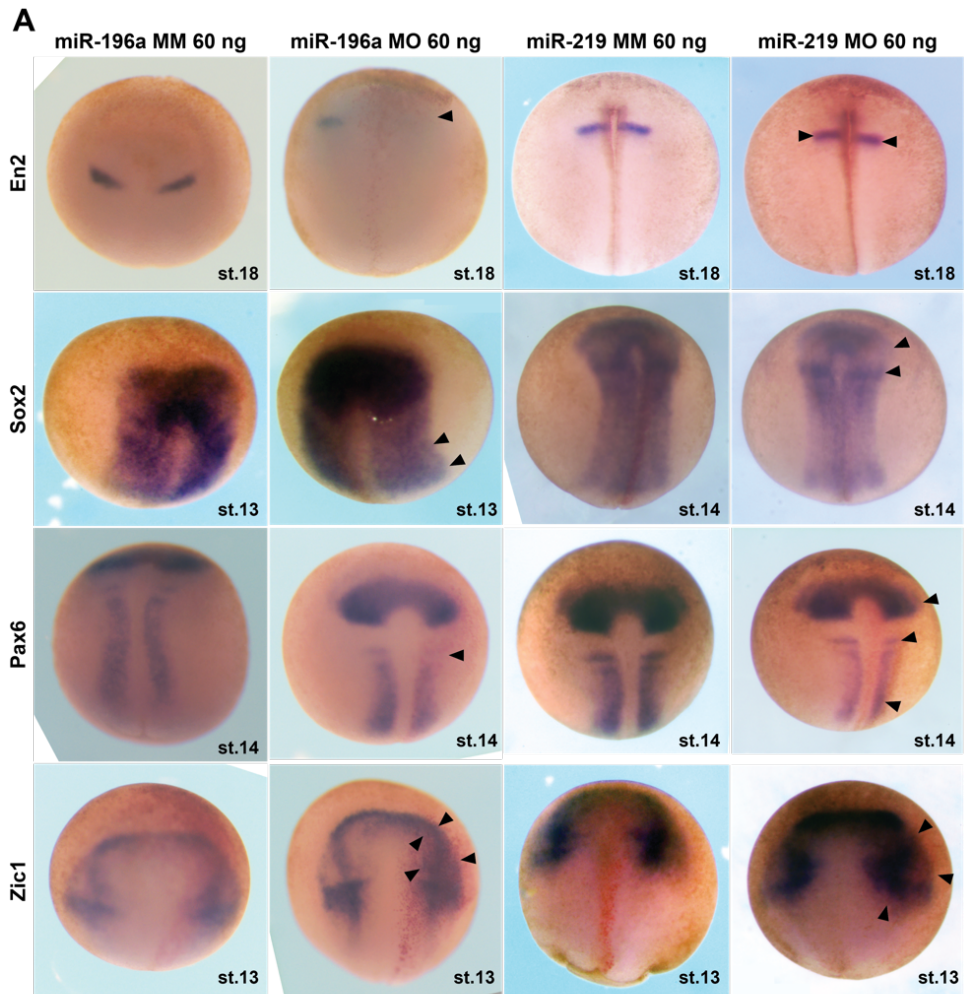 A
miR-196a MM 60 ng miR-196a MO 60 ng miR-219 MM 60 ng miR-219 MO 60 ng
En2
st.18 st.18 st.18 st.18
Sox2
st.13 st.13 st.14 st.14
Pax6
st.14 st.14 st.14 st.14
Zic1
st.13 st.13 st.13 st.13